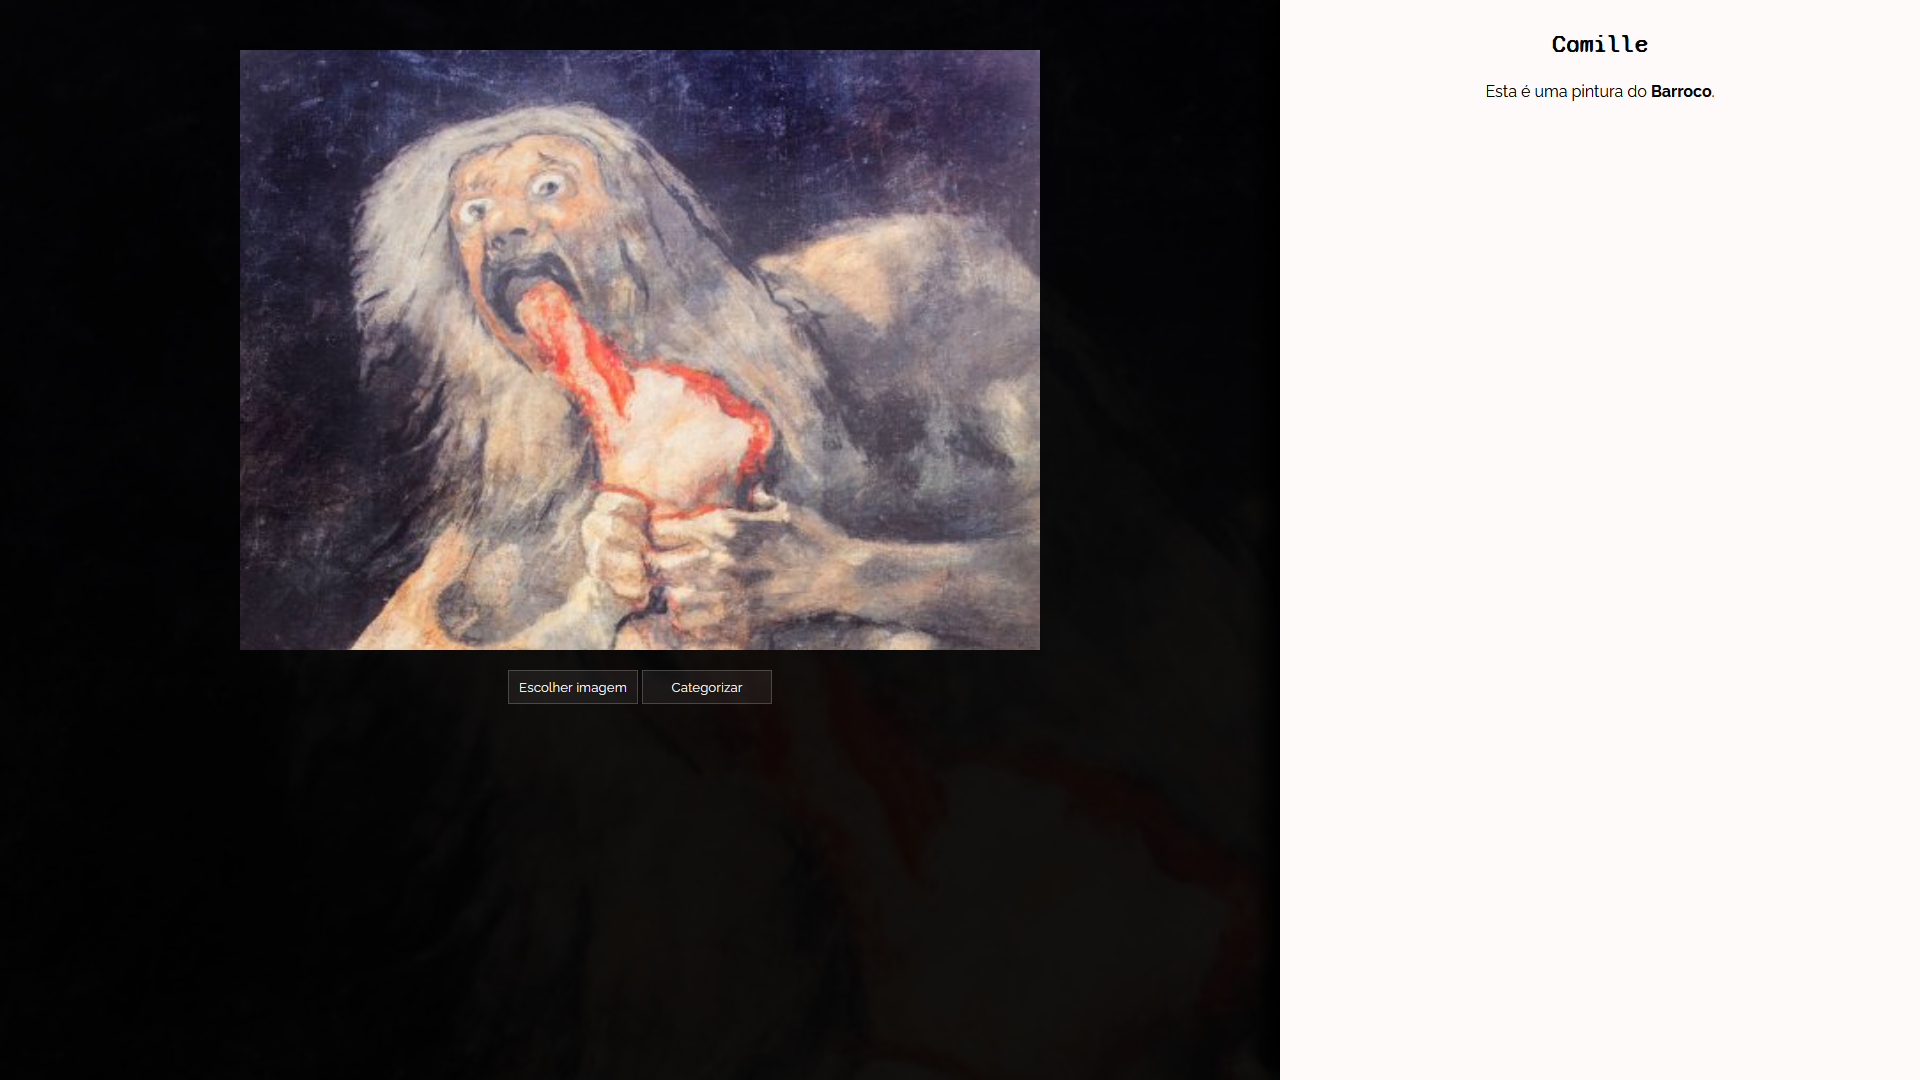 Camille
Esta é uma pintura do Barroco.
Escolher imagem
Categorizar